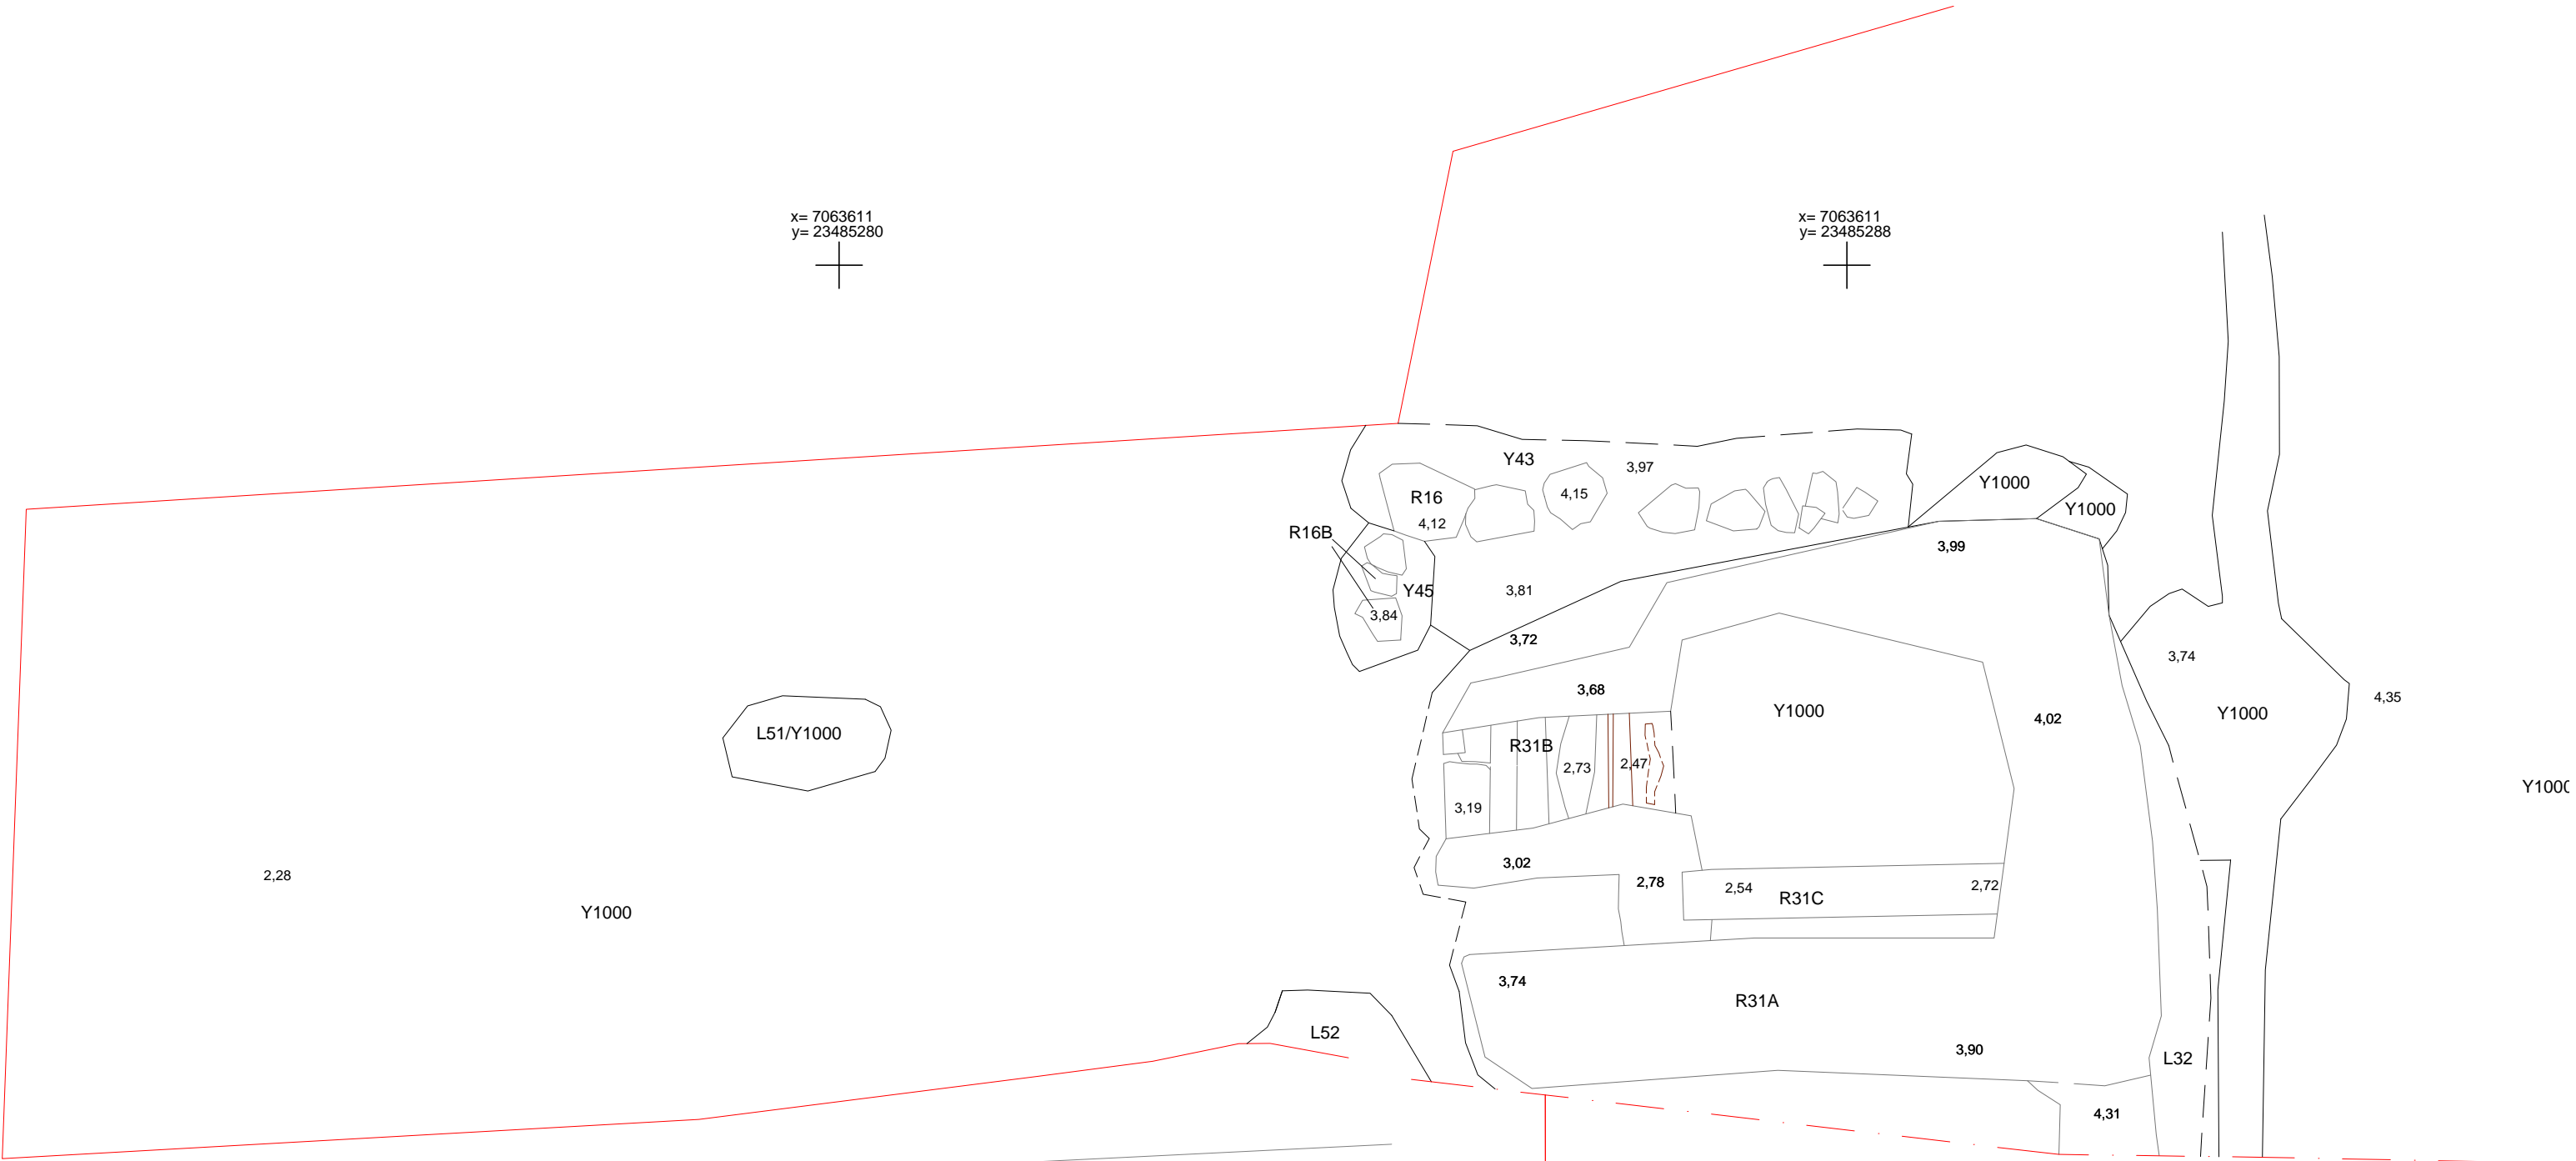 x= 7063611
y= 23485280
x= 7063611
y= 23485288
Y43
3,97
R16
4,15
4,12
Y1000
Y1000
R16B
3,99
Y45
3,81
3,84
3,72
3,74
3,68
4,35
Y1000
4,02
Y1000
L51/Y1000
R31B
2,73
2,47
Y1000
3,19
3,02
2,28
2,78
2,54
2,72
R31C
Y1000
3,74
R31A
L52
3,90
L32
4,31